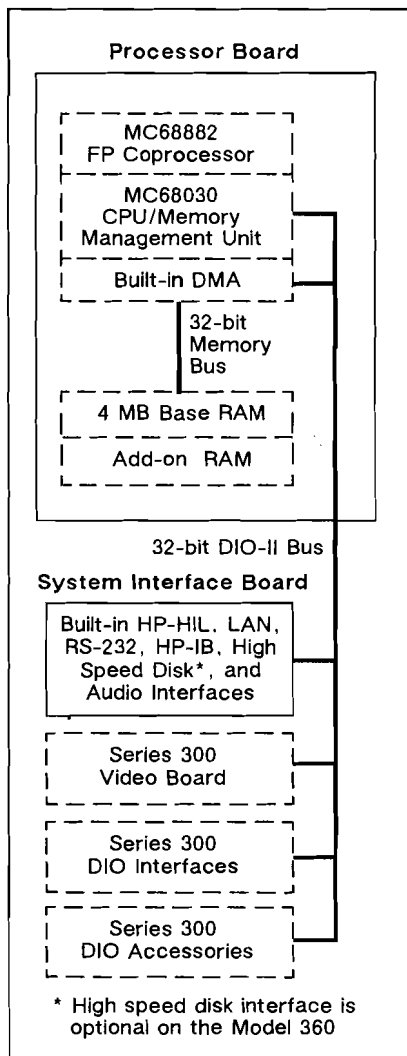 Processor Board
MC68882
FP Coprocessor
MC68030
CPU/Memory
Management Unit
Built-in DMA
32-bit
Memory
Bus
4 MB Base RAM
Add-on RAM
32-bit DIO-II Bus
System Interface Board
Built-in HP-HIL, LAN,
RS-232, HP-IB, High
Speed Disk*, and
Audio Interfaces
Series 300
Video Board
Series 300
DIO Interfaces
Series 300
DIO Accessories
* High speed disk interface is
optional on the Model 360